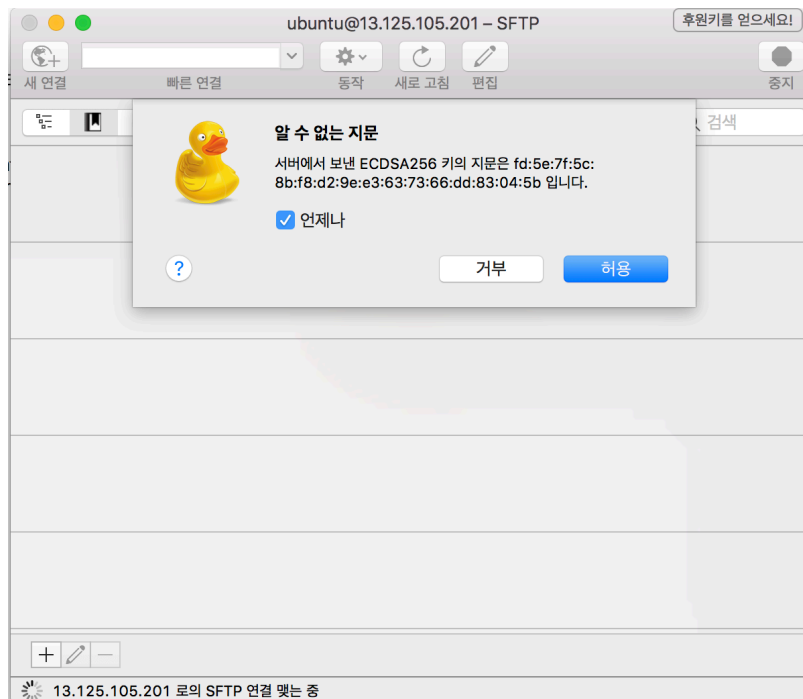 ubuntu@13.125.105.201 – SFTP
후원키를 얻으세요!
새 연결
빠른 연결
동작
새로 고침
편집
중지
검색
알 수 없는 지문
서버에서 보낸 ECDSA256 키의 지문은 fd:5e:7f:5c:
8b:f8:d2:9e:e3:63:73:66:dd:83:04:5b 입니다.
언제나
?
거부
허용
13.125.105.201 로의 SFTP 연결 맺는 중